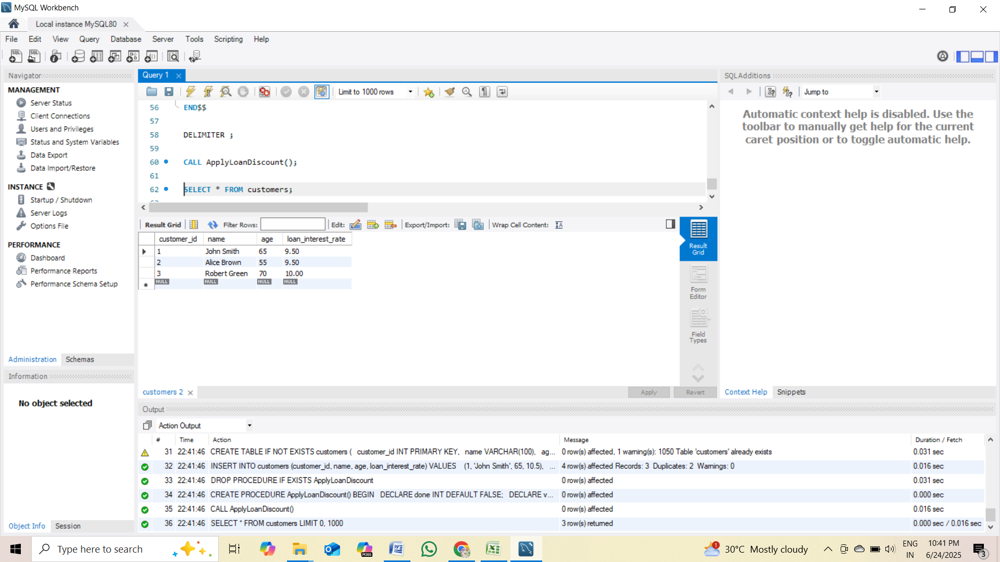 MySQL Workbench
Local instance MySQL80
File Edit View Query Database Server Tools Scripting Help
Navigator
MANAGEMENT
Server Status
Client Connections
Users and Privileges
Status and System Variables
Data Export
Data Import/Restore
INSTANCE
Startup / Shutdown
Server Logs
Options File
PERFORMANCE
Dashboard
Performance Reports
Performance Schema Setup
Administration Schemas
Information
No object selected
Object Info Session
Query 1
Limit to 1000 rows
56 END$$
57
58 DELIMITER ;
59
60 CALL ApplyLoanDiscount();
61
62 SELECT * FROM customers;
Result Grid Filter Rows: Edit: Export/Import: Wrap Cell Content:
customer_id name age loan_interest_rate
1 John Smith 65 9.50
2 Alice Brown 55 9.50
3 Robert Green 70 10.00
NULL NULL NULL NULL
Result
Grid
Form
Editor
Field
Types
customers 2
Apply Revert
SQLAdditions
Jump to
Automatic context help is disabled. Use the
toolbar to manually get help for the current
caret position or to toggle automatic help.
Context Help Snippets
Output
Action Output
# Time Action Message Duration / Fetch
31 22:41:46 CREATE TABLE IF NOT EXISTS customers ( customer_id INT PRIMARY KEY, name VARCHAR(100), ag... 0 row(s) affected, 1 warning(s): 1050 Table 'customers' already exists 0.031 sec
32 22:41:46 INSERT INTO customers (customer_id, name, age, loan_interest_rate) VALUES (1, 'John Smith', 65, 10.5), ... 4 row(s) affected Records: 3 Duplicates: 2 Warnings: 0 0.016 sec
33 22:41:46 DROP PROCEDURE IF EXISTS ApplyLoanDiscount 0 row(s) affected 0.031 sec
34 22:41:46 CREATE PROCEDURE ApplyLoanDiscount() BEGIN DECLARE done INT DEFAULT FALSE; DECLARE v... 0 row(s) affected 0.000 sec
35 22:41:46 CALL ApplyLoanDiscount() 0 row(s) affected 0.016 sec
36 22:41:46 SELECT * FROM customers LIMIT 0, 1000 3 row(s) returned 0.000 sec / 0.016 sec
Type here to search
M365
1
30°C Mostly cloudy
ENG
IN
10:41 PM
6/24/2025
3